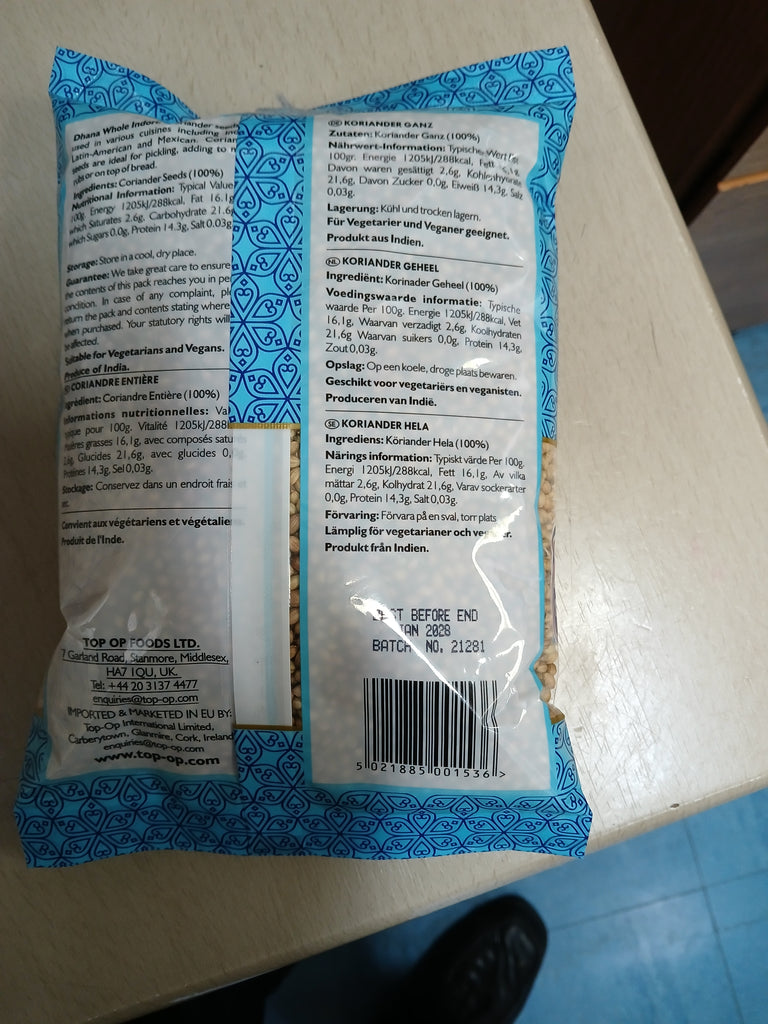 Dhana Whole Indor
used in various cuisines including
Latin-American and Mexican.
seeds are ideal for pickling, adding to
or on top of bread.
Ingredients: Coriander Seeds (100%)
Nutritional Information: Typical Value
100g. Energy 1205kJ/288kcal, Fat 16.1g
which Saturates 2.6g. Carbohydrate 21.6g
which Sugars 0.0g, Protein 14.3g, Salt 0.03g.
Storage: Store in a cool, dry place.
Guarantee: We take great care to ensure
the contents of this pack reaches you in
condition. In case of any complaint,
return the pack and contents stating where
when purchased. Your statutory rights will
be affected.
Suitable for Vegetarians and Vegans.
Produce of India.
CORIANDRE ENTIÈRE
Ingrédient: Coriandre Entière (100%)
Informations nutritionnelles:
pour 100g. Vitalité 1205kJ/288
grasses 16,1g, avec composés
2,6g, Glucides 21,6g, avec glucides
Protéines 14,3g, Sel 0,03g.
Stockage: Conservez dans un endroit frais
Convient aux végétariens et
Produit de l'Inde.
TOP OP FOODS LTD.
7 Garland Road, Stanmore, Middlesex,
HA7 1QU, UK.
Tel: +44 20 3137 4477
enquiries@top-op.com
IMPORTED & MARKETED IN EU BY:
Top-Op International Limited,
Carberytown, Glanmire, Cork, Ireland
enquiries@top-op.com
www.top-op.com
DE KORIANDER GANZ
Zutaten: Koriander Ganz (100%)
Nährwert-Information: Typische Wert
100gr. Energie 1205kJ/288kcal, Fett
Davon waren gesättigt 2,6g, Kohlenhydrate
21,6g, Davon Zucker 0,0g, Eiweiß 14,3g, Salz
0,03g.
Lagerung: Kühl und trocken lagern.
Für Vegetarier und Veganer geeignet.
Produkt aus Indien.
NL KORIANDER GEHEEL
Ingrediënt: Korinader Geheel (100%)
Voedingswaarde informatie: Typische
waarde Per 100g. Energie 1205kJ/288kcal, Vet
16,1g, Waarvan verzadigt 2,6g, Koolhydraten
21,6g Waarvan suikers 0,0g, Protein 14,3g,
Zout 0,03g.
Opslag: Op een koele, droge plaats bewaren.
Geschikt voor vegetariërs en veganisten.
Produceren van Indië.
SE KORIANDER HELA
Ingrediens: Köriander Hela (100%)
Närings information: Typiskt värde Per 100g.
Energi 1205kJ/288kcal, Fett 16,1g, Av vilka
mättar 2,6g, Kolhydrat 21,6g, Varav sockerarter
0,0g, Protein 14,3g, Salt 0,03g.
Förvaring: Förvara på en sval, torr plats
Lämplig för vegetarianer och
Produkt från Indien.
BEST BEFORE END
JAN 2028
BATCH NO. 21281
5 021885 001536 >